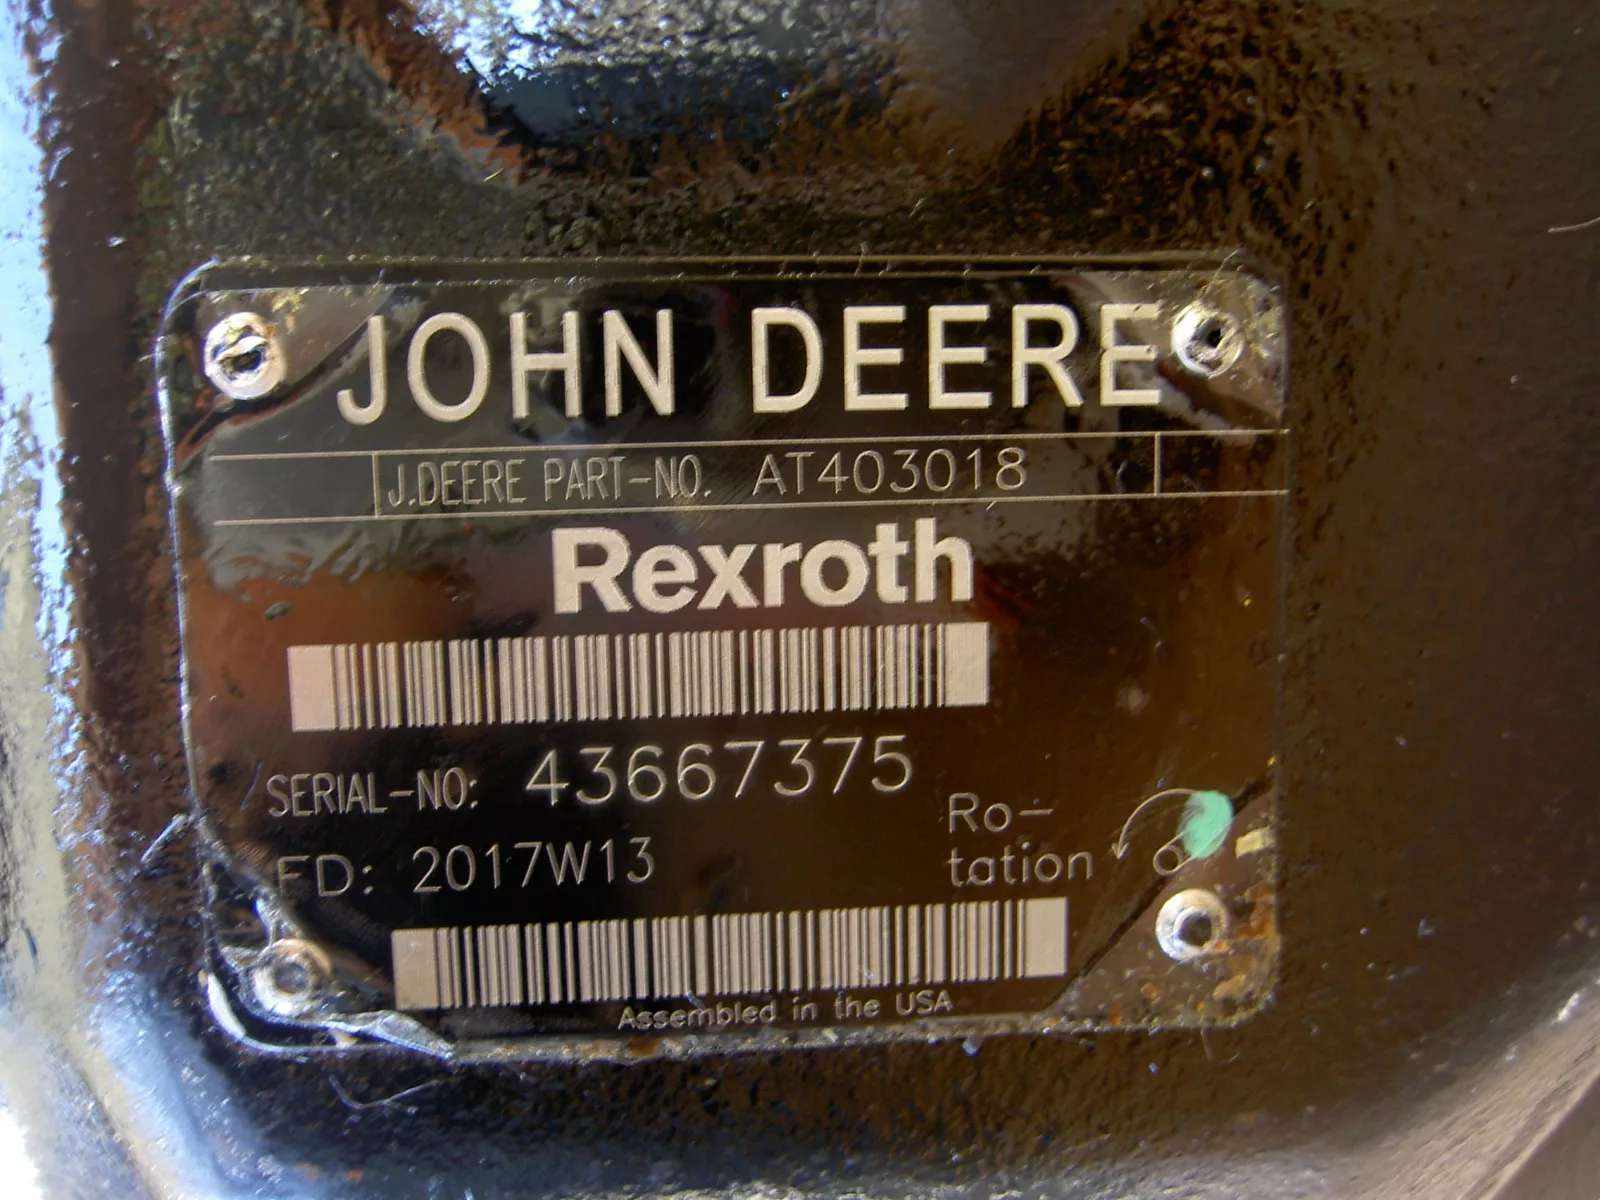 JOHN DEERE
J.DEERE PART-NO. AT403018
Rexroth
SERIAL-NO: 43667375
FD: 2017W13
Ro-
tation
Assembled in the USA